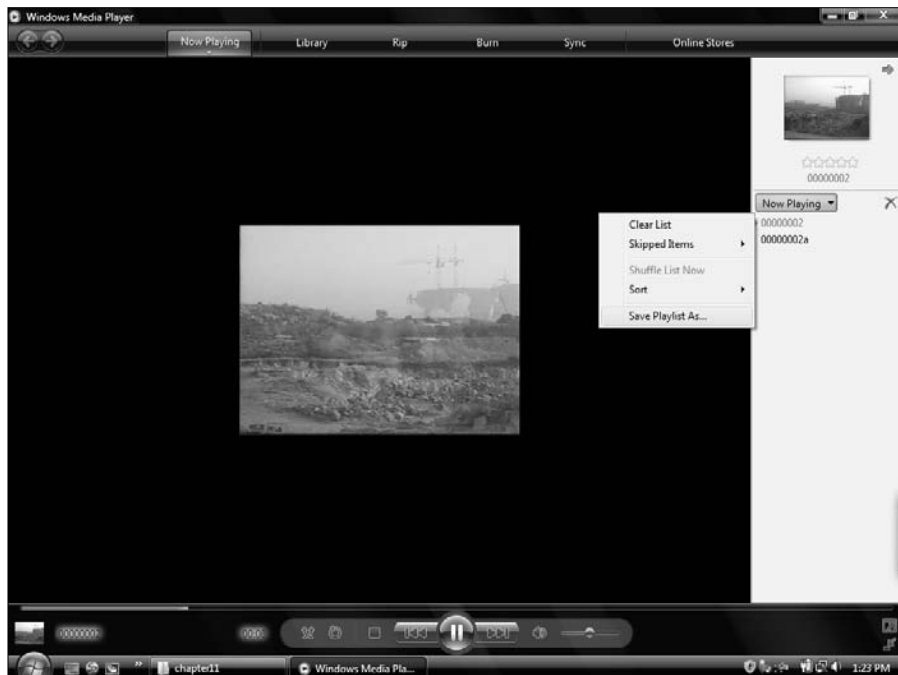 Windows Media Player
Now Playing Library Rip Burn Sync Online Stores
00000002
Now Playing
00000002
00000002a
Clear List
Skipped Items
Shuffle List Now
Sort
Save Playlist As...
chapter11 Windows Media Pla... 1:23 PM